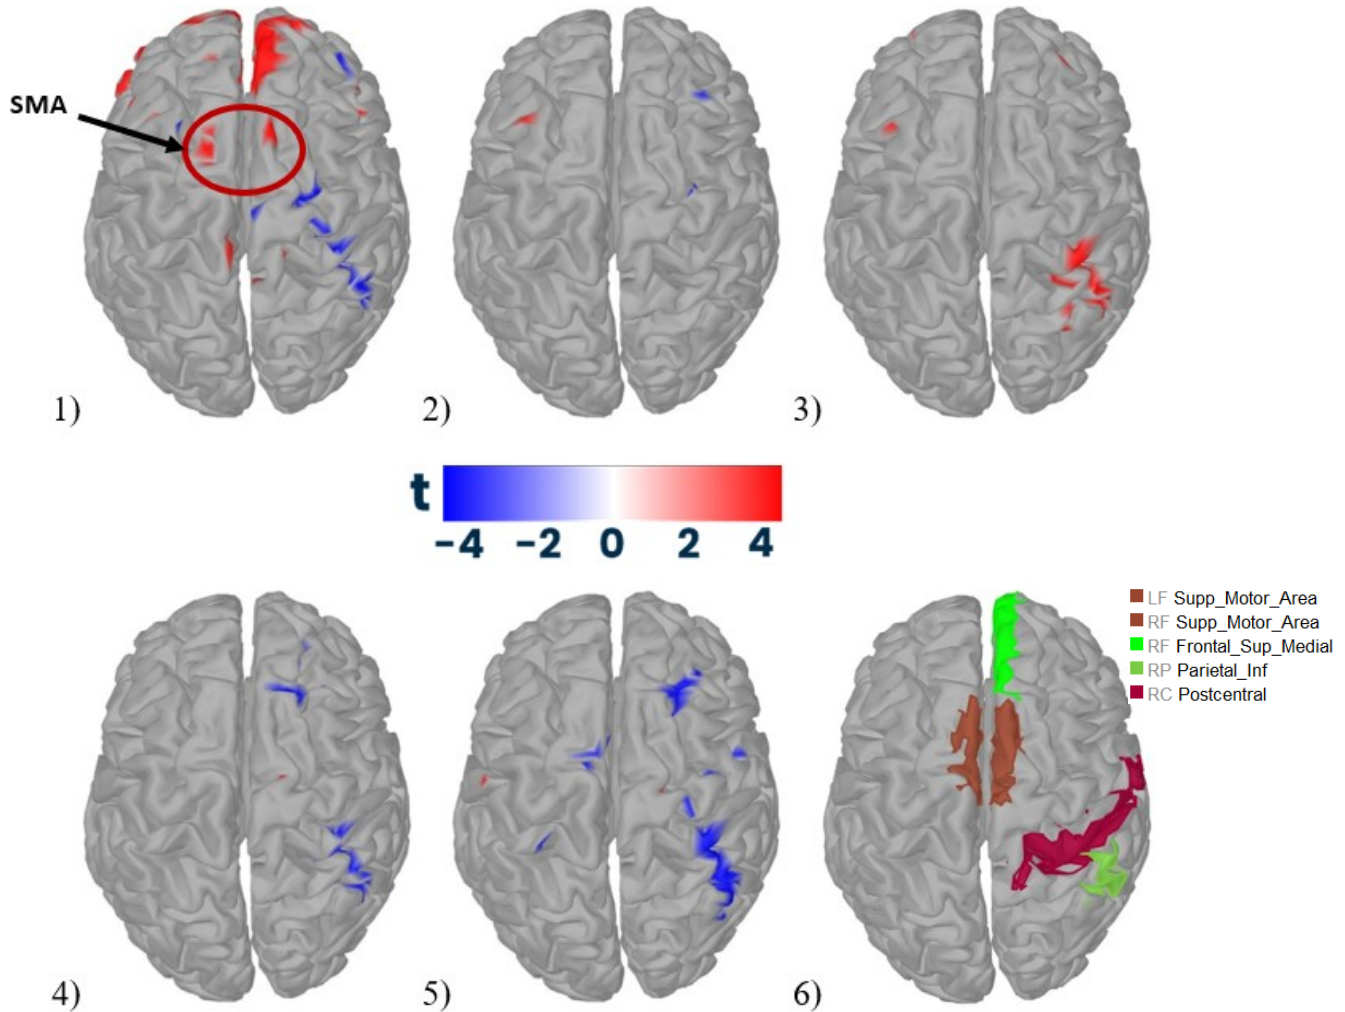 SMA
1)
2)
3)
t
−4 −2 0 2 4
LF Supp_Motor_Area
RF Supp_Motor_Area
RF Frontal_Sup_Medial
RP Parietal_Inf
RC Postcentral
4)
5)
6)